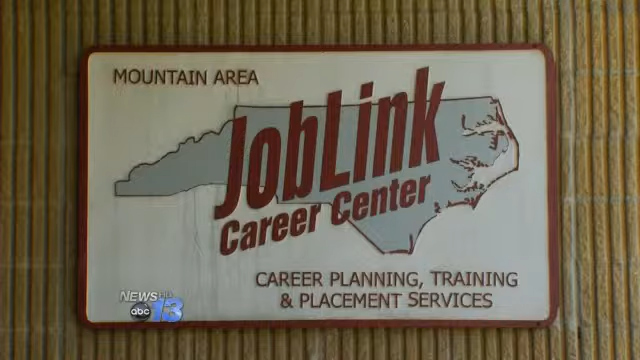 MOUNTAIN AREA
JobLink
Career Center
CAREER PLANNING, TRAINING
& PLACEMENT SERVICES
NEWS HD
abc 13